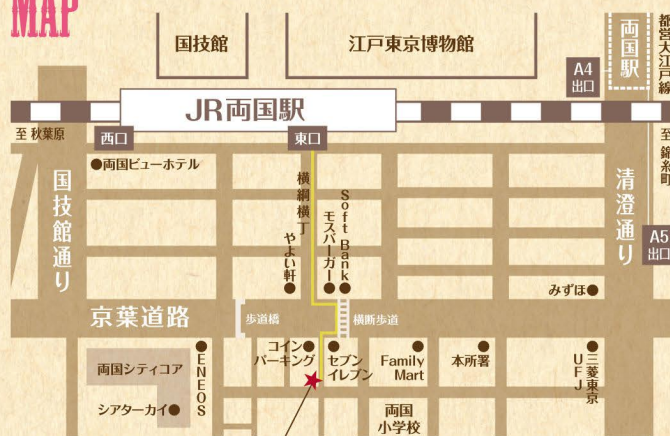 MAP
国技館
江戸東京博物館
両国駅
都営大江戸線
A4
出口
JR両国駅
至 秋葉原
西口
東口
至 錦糸町
両国ビューホテル
国技館通り
横綱横丁
Soft Bank
モスバーガー
やよい軒
清澄通り
A5
出口
みずほ
京葉道路
歩道橋
横断歩道
コイン
パーキング
セブン
イレブン
Family
Mart
本所署
三菱東京
UFJ
両国シティコア
ENEOS
シアターカイ
両国
小学校